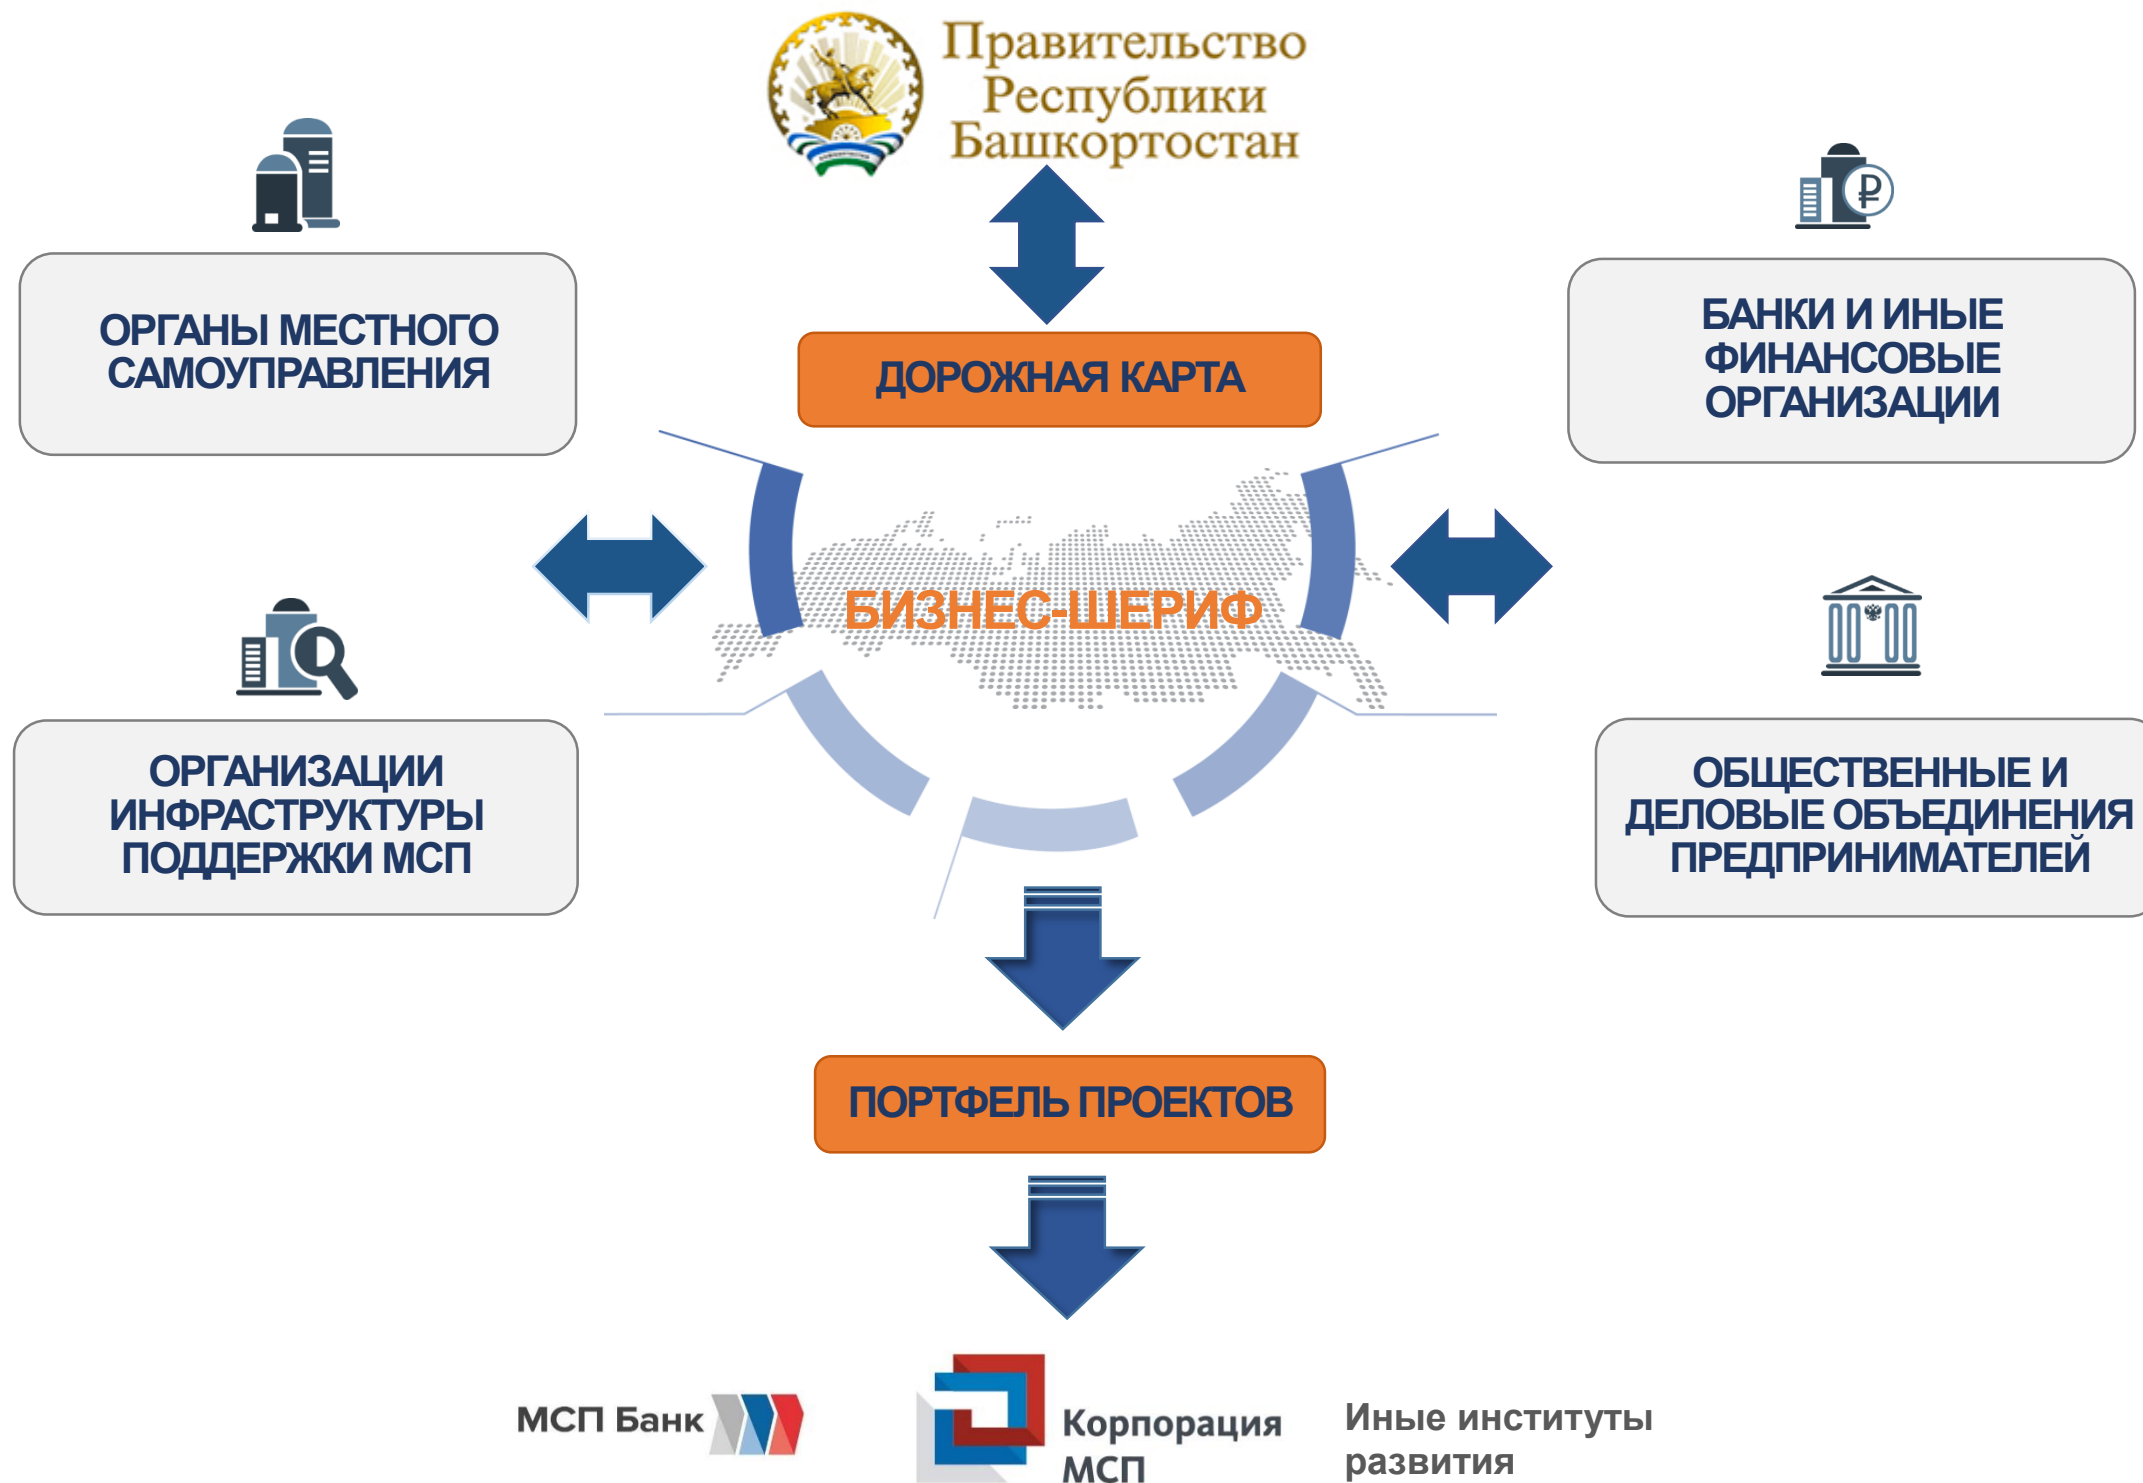 Правительство
Республики
Башкортостан
ОРГАНЫ МЕСТНОГО
САМОУПРАВЛЕНИЯ
ДОРОЖНАЯ КАРТА
БАНКИ И ИНЫЕ
ФИНАНСОВЫЕ
ОРГАНИЗАЦИИ
БИЗНЕС-ШЕРИФ
ОРГАНИЗАЦИИ
ИНФРАСТРУКТУРЫ
ПОДДЕРЖКИ МСП
ОБЩЕСТВЕННЫЕ И
ДЕЛОВЫЕ ОБЪЕДИНЕНИЯ
ПРЕДПРИНИМАТЕЛЕЙ
ПОРТФЕЛЬ ПРОЕКТОВ
МСП Банк
Корпорация
МСП
Иные институты
развития